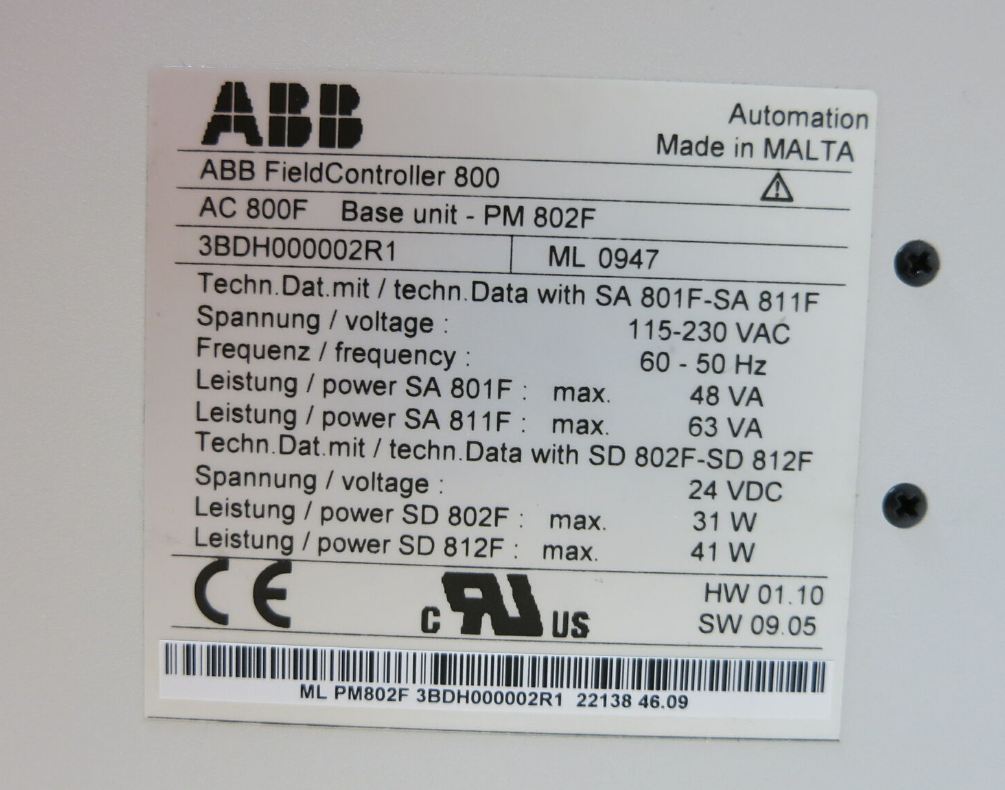 ABB
Automation
Made in MALTA
ABB FieldController 800
AC 800F Base unit - PM 802F
3BDH000002R1 ML 0947
Techn.Dat.mit / techn.Data with SA 801F-SA 811F
Spannung / voltage : 115-230 VAC
Frequenz / frequency : 60 - 50 Hz
Leistung / power SA 801F : max. 48 VA
Leistung / power SA 811F : max. 63 VA
Techn.Dat.mit / techn.Data with SD 802F-SD 812F
Spannung / voltage : 24 VDC
Leistung / power SD 802F : max. 31 W
Leistung / power SD 812F : max. 41 W
CE
C RU US
HW 01.10
SW 09.05
ML PM802F 3BDH000002R1 22138 46.09